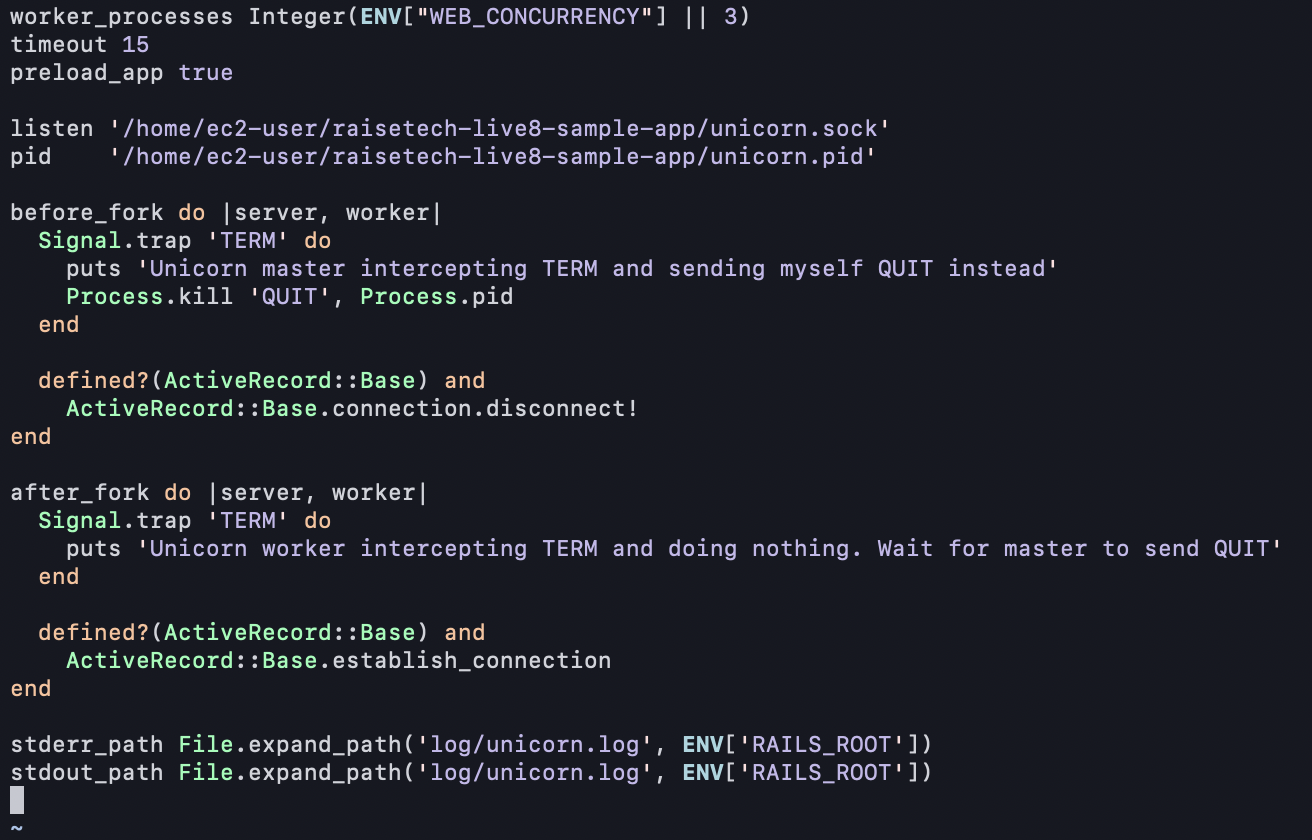 worker_processes Integer(ENV["WEB_CONCURRENCY"] || 3)
timeout 15
preload_app true

listen '/home/ec2-user/raisetech-live8-sample-app/unicorn.sock'
pid    '/home/ec2-user/raisetech-live8-sample-app/unicorn.pid'

before_fork do |server, worker|
  Signal.trap 'TERM' do
    puts 'Unicorn master intercepting TERM and sending myself QUIT instead'
    Process.kill 'QUIT', Process.pid
  end

  defined?(ActiveRecord::Base) and
    ActiveRecord::Base.connection.disconnect!
end

after_fork do |server, worker|
  Signal.trap 'TERM' do
    puts 'Unicorn worker intercepting TERM and doing nothing. Wait for master to send QUIT'
  end

  defined?(ActiveRecord::Base) and
    ActiveRecord::Base.establish_connection
end

stderr_path File.expand_path('log/unicorn.log', ENV['RAILS_ROOT'])
stdout_path File.expand_path('log/unicorn.log', ENV['RAILS_ROOT'])

~